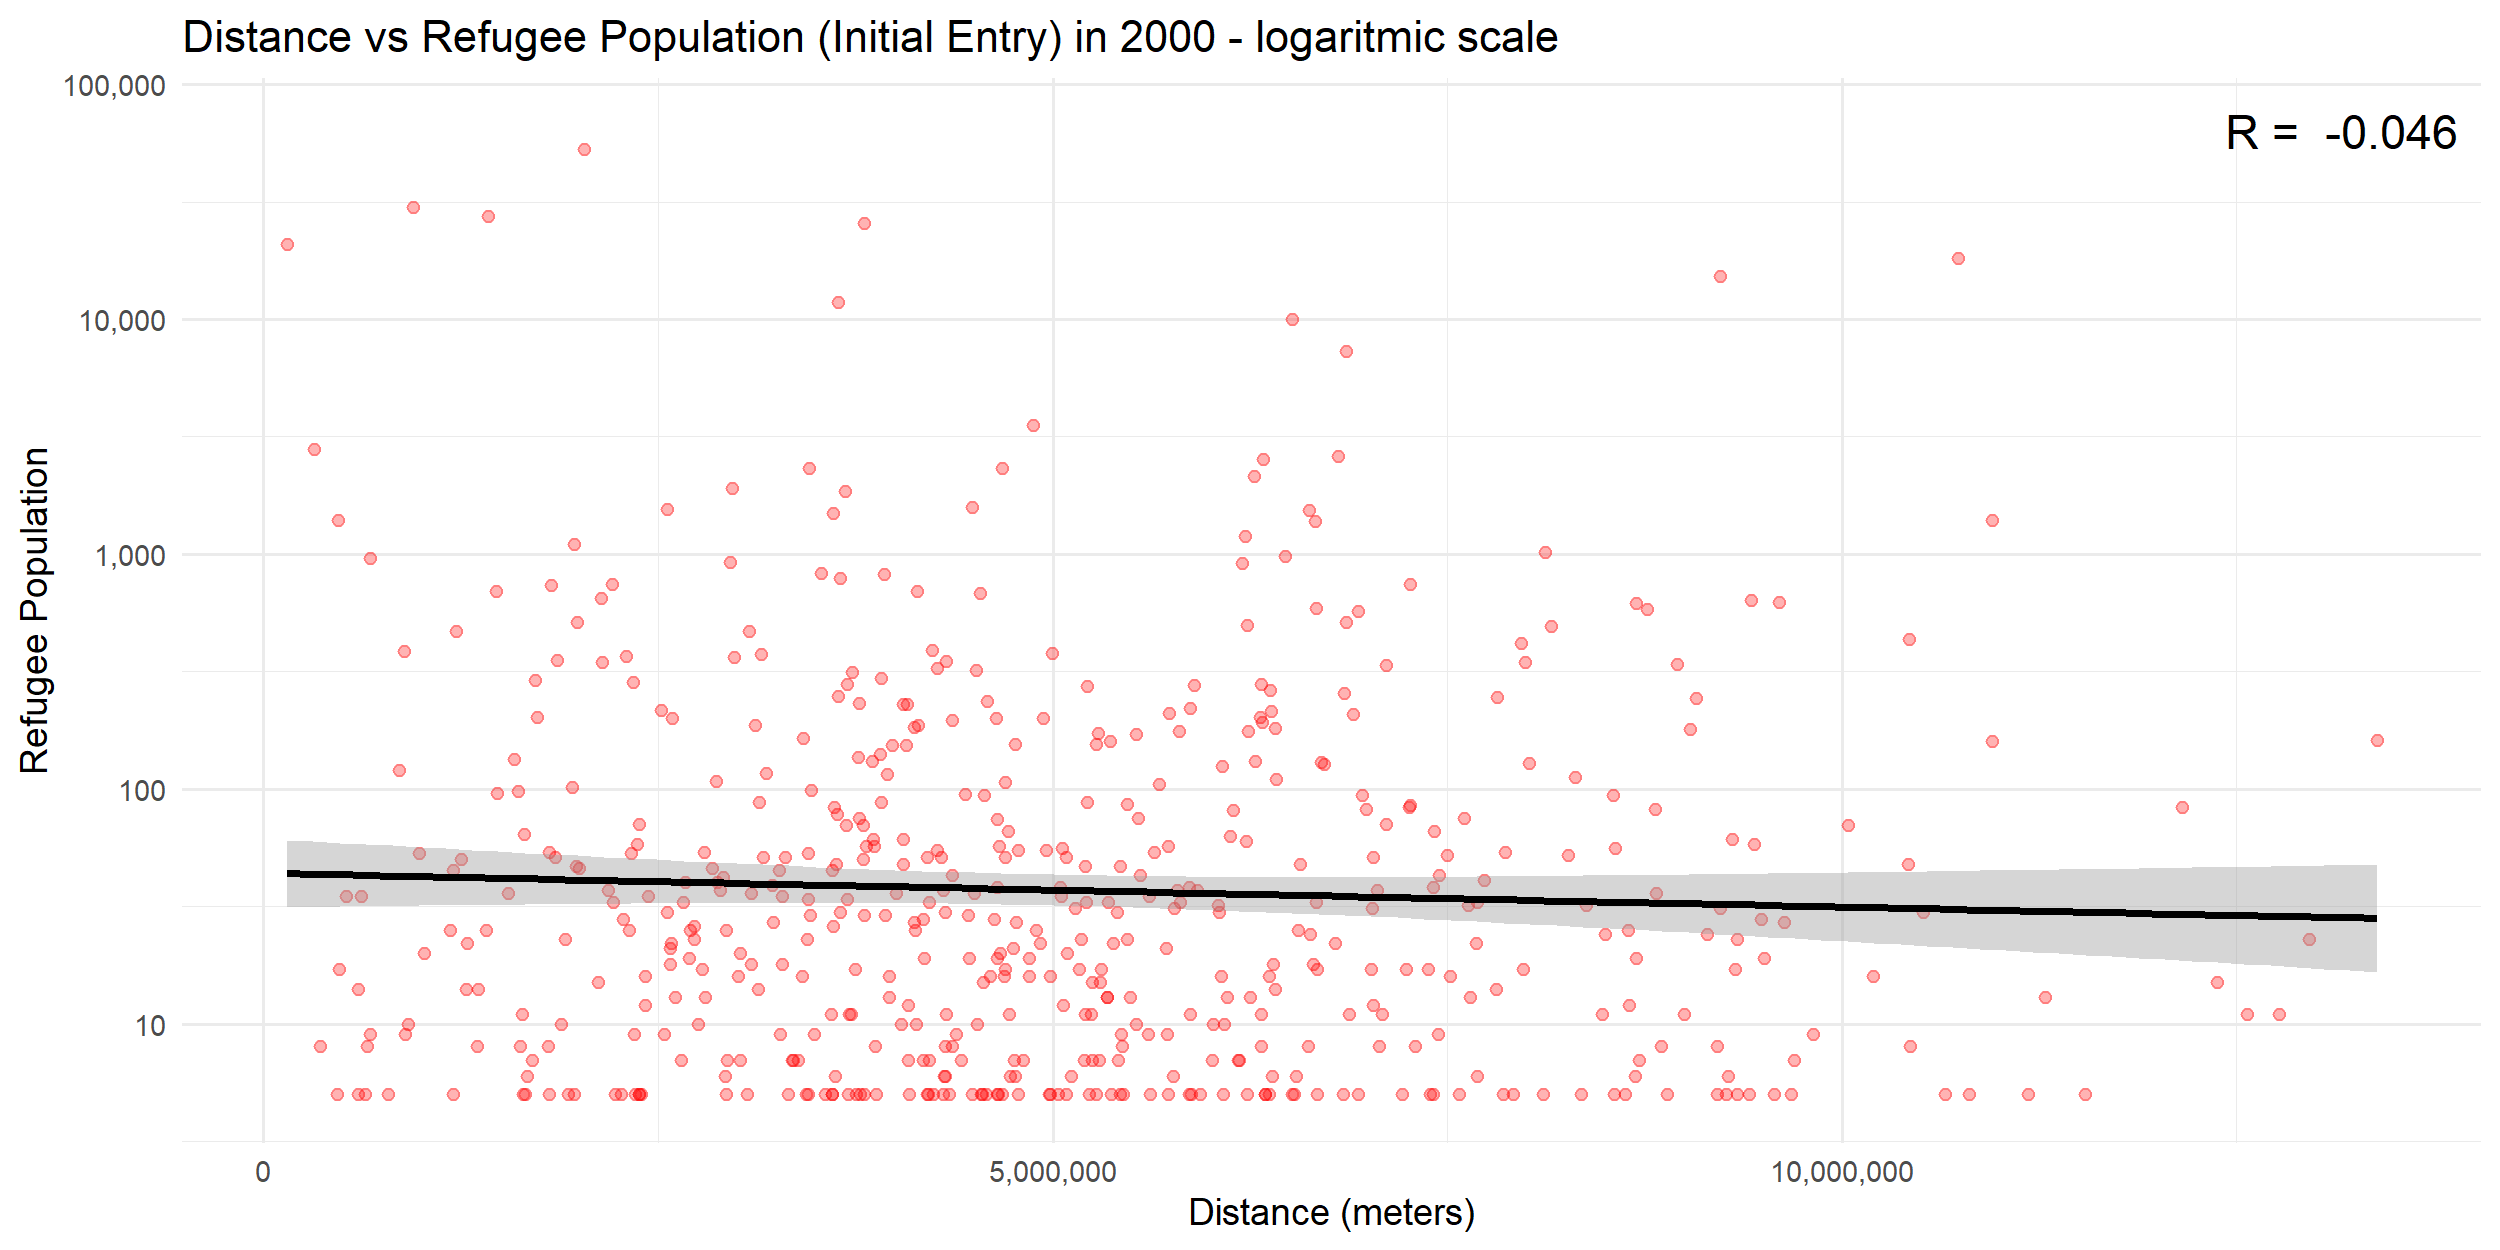 Distance vs Refugee Population (Initial Entry) in 2000 - logaritmic scale
100,000
10,000
1,000
100
10
Refugee Population
R =  -0.046
0
5,000,000
10,000,000
Distance (meters)